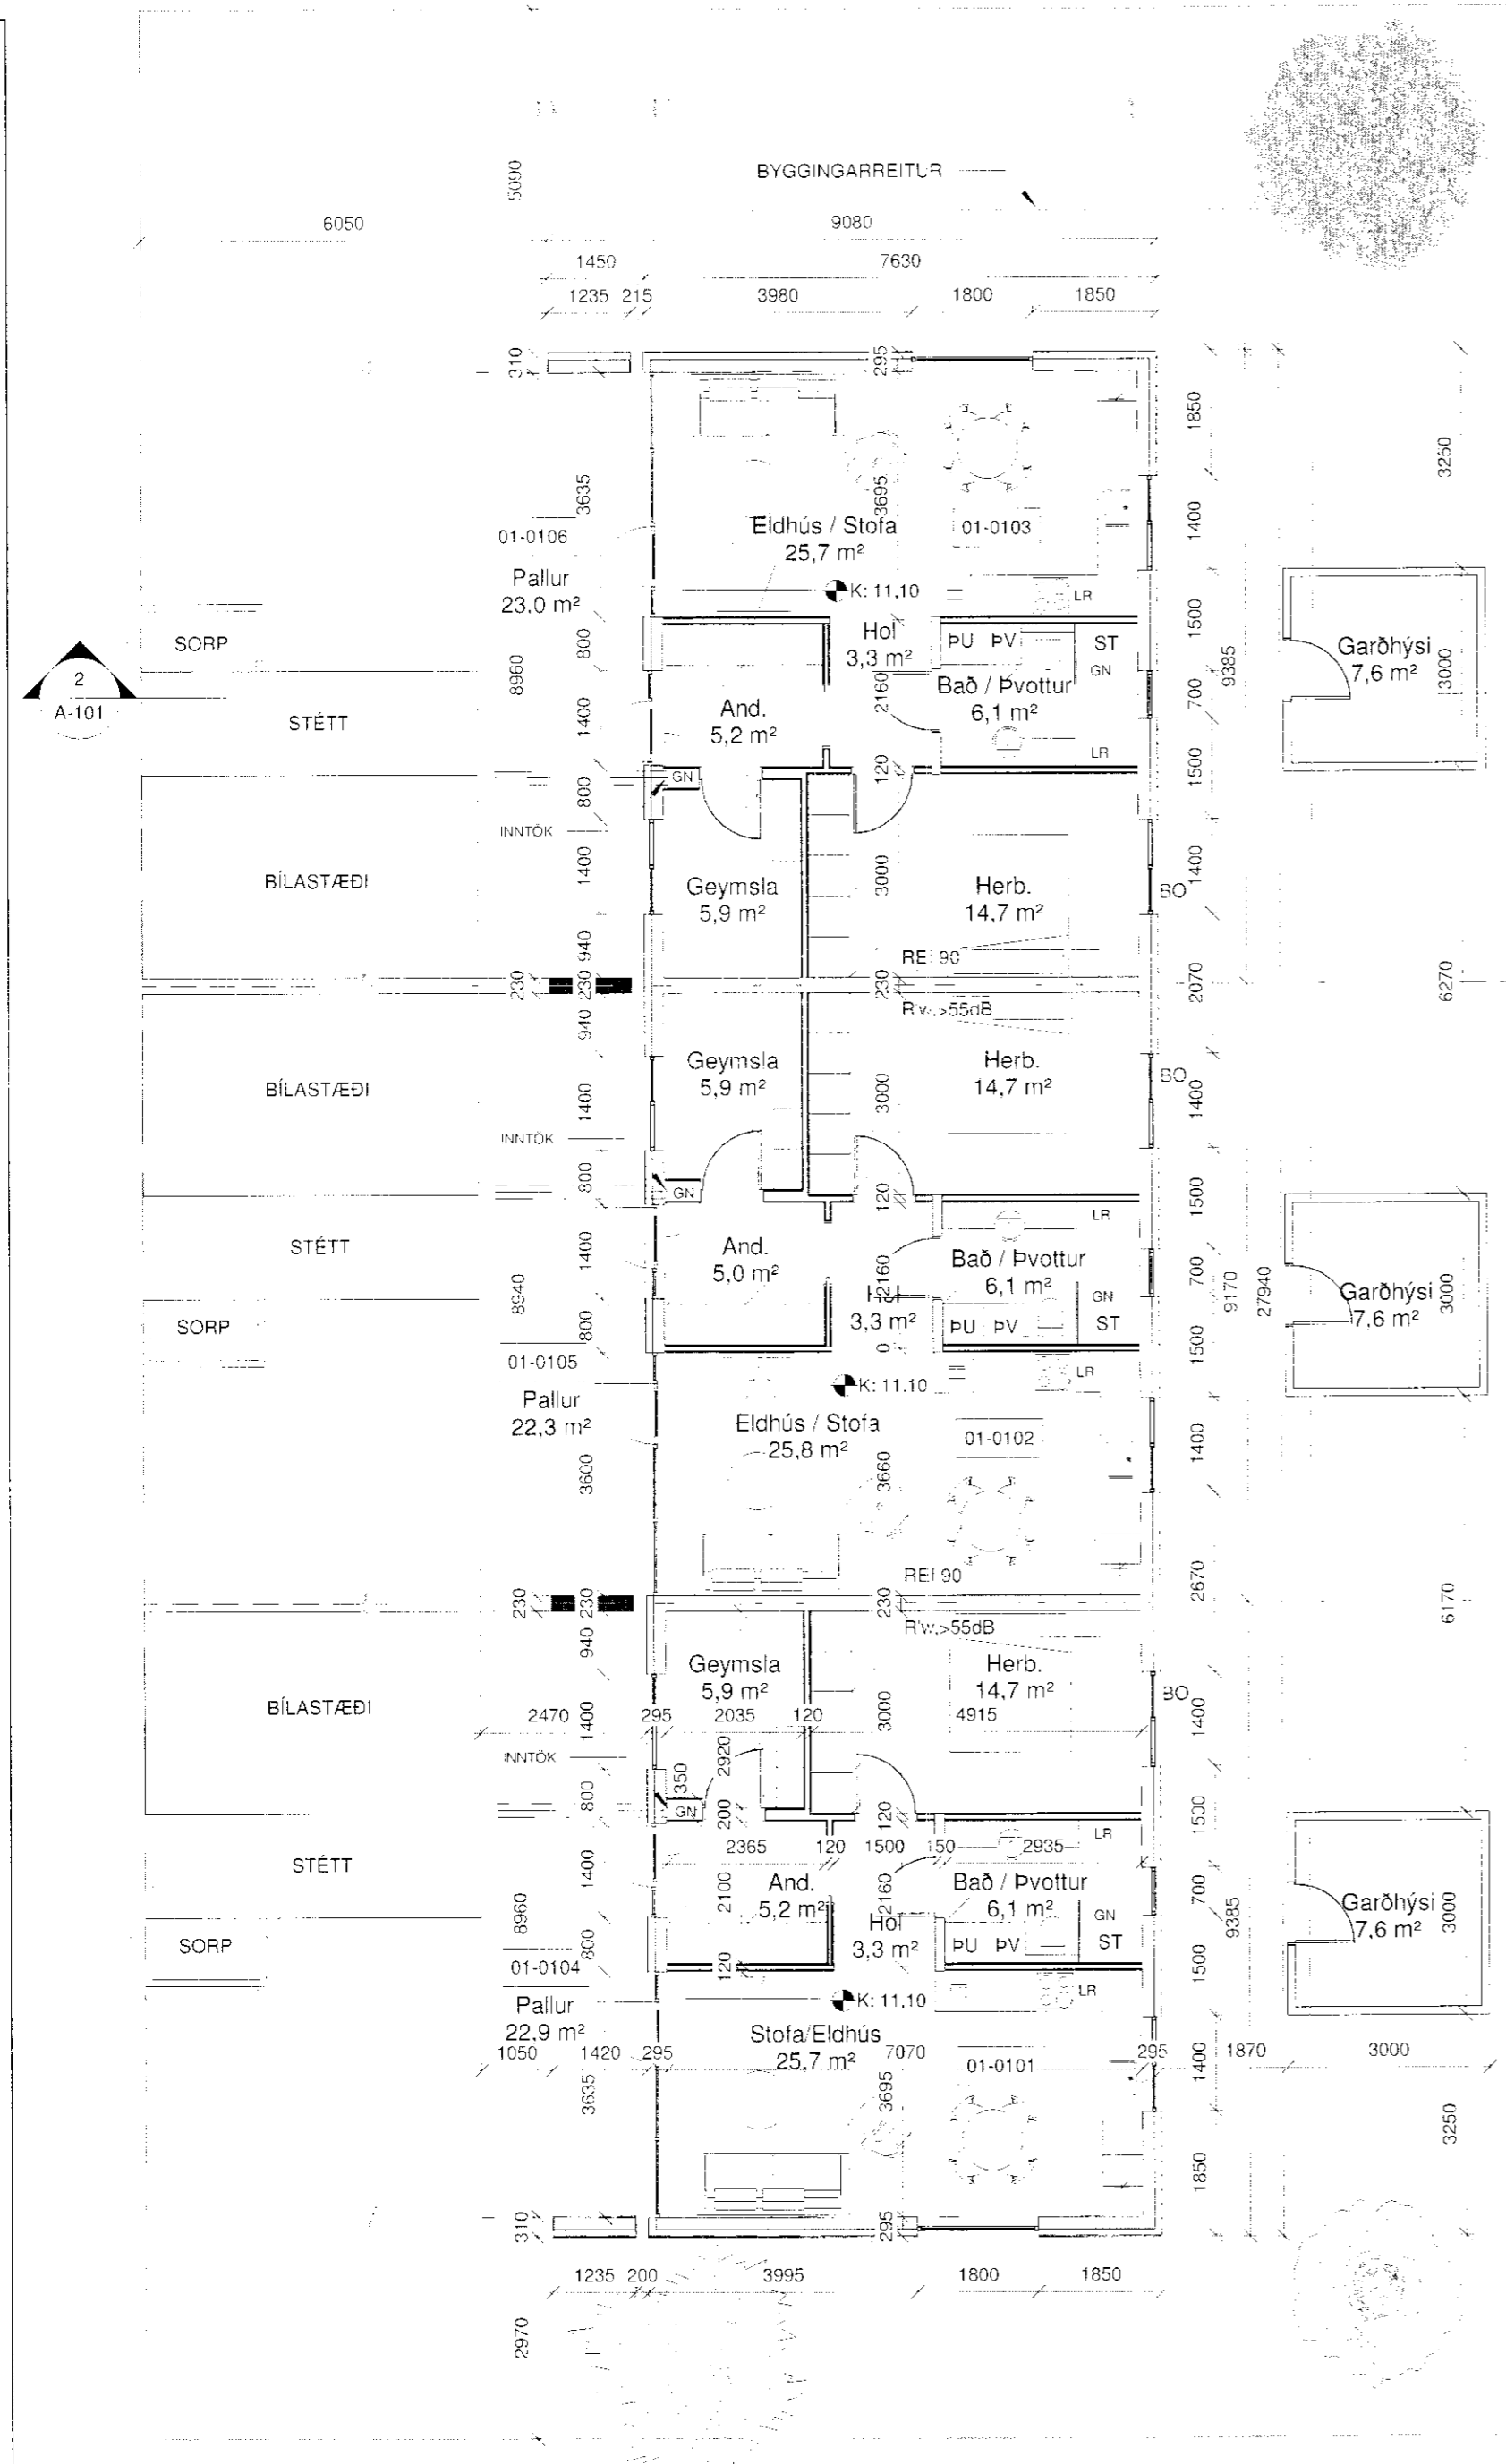 BYGGINGARREITUR
5090
6050
9080
1450
7630
1235 215
3980
1800
1850
310
295
1850
3250
3635
3695
1400
01-0106
Eldhús / Stofa
25,7 m²
01-0103
Pallur
23,0 m²
K: 11,10
LR
1500
SORP
800
Hol
3,3 m²
ÞU ÞV
ST
GN
Garðhýsi
7,6 m²
3000
9385
2
A-101
8960
STÉTT
1400
And.
5,2 m²
2160
Bað / Þvottur
6,1 m²
700
LR
GN
120
1500
800
INNTÖK
BÍLASTÆÐI
1400
Geymsla
5,9 m²
3000
Herb.
14,7 m²
BO
1400
940
REI 90
230
230
230
2070
6270
R'w.>55dB
940
BÍLASTÆÐI
1400
Geymsla
5,9 m²
3000
Herb.
14,7 m²
BO
1400
INNTÖK
800
GN
120
LR
1500
STÉTT
1400
And.
5,0 m²
2160
Bað / Þvottur
6,1 m²
700
9170
27940
Garðhýsi
7,6 m²
3000
8940
SORP
800
Hol
3,3 m²
ÞU ÞV
GN
ST
0
1500
01-0105
K: 11.10
LR
Pallur
22,3 m²
Eldhús / Stofa
25,8 m²
01-0102
1400
3600
3660
REI 90
2670
230
230
230
6170
R'w.>55dB
940
BÍLASTÆÐI
Geymsla
5,9 m²
Herb.
14,7 m²
BO
2470
1400
295
2035
120
3000
4915
1400
INNTÖK
2920
350
800
GN
200
120
LR
1500
2365
120
1500
150
2935
STÉTT
1400
2100
And.
5,2 m²
2160
Bað / Þvottur
6,1 m²
700
Garðhýsi
7,6 m²
3000
9385
8960
SORP
800
Hol
3,3 m²
ÞU ÞV
GN
ST
01-0104
120
1500
Pallur
22,9 m²
K: 11,10
LR
Stofa/Eldhús
25,7 m²
1050
1420
295
7070
01-0101
295
1400
1870
3000
3635
3695
3250
1850
310
295
1235 200
3995
1800
1850
2970